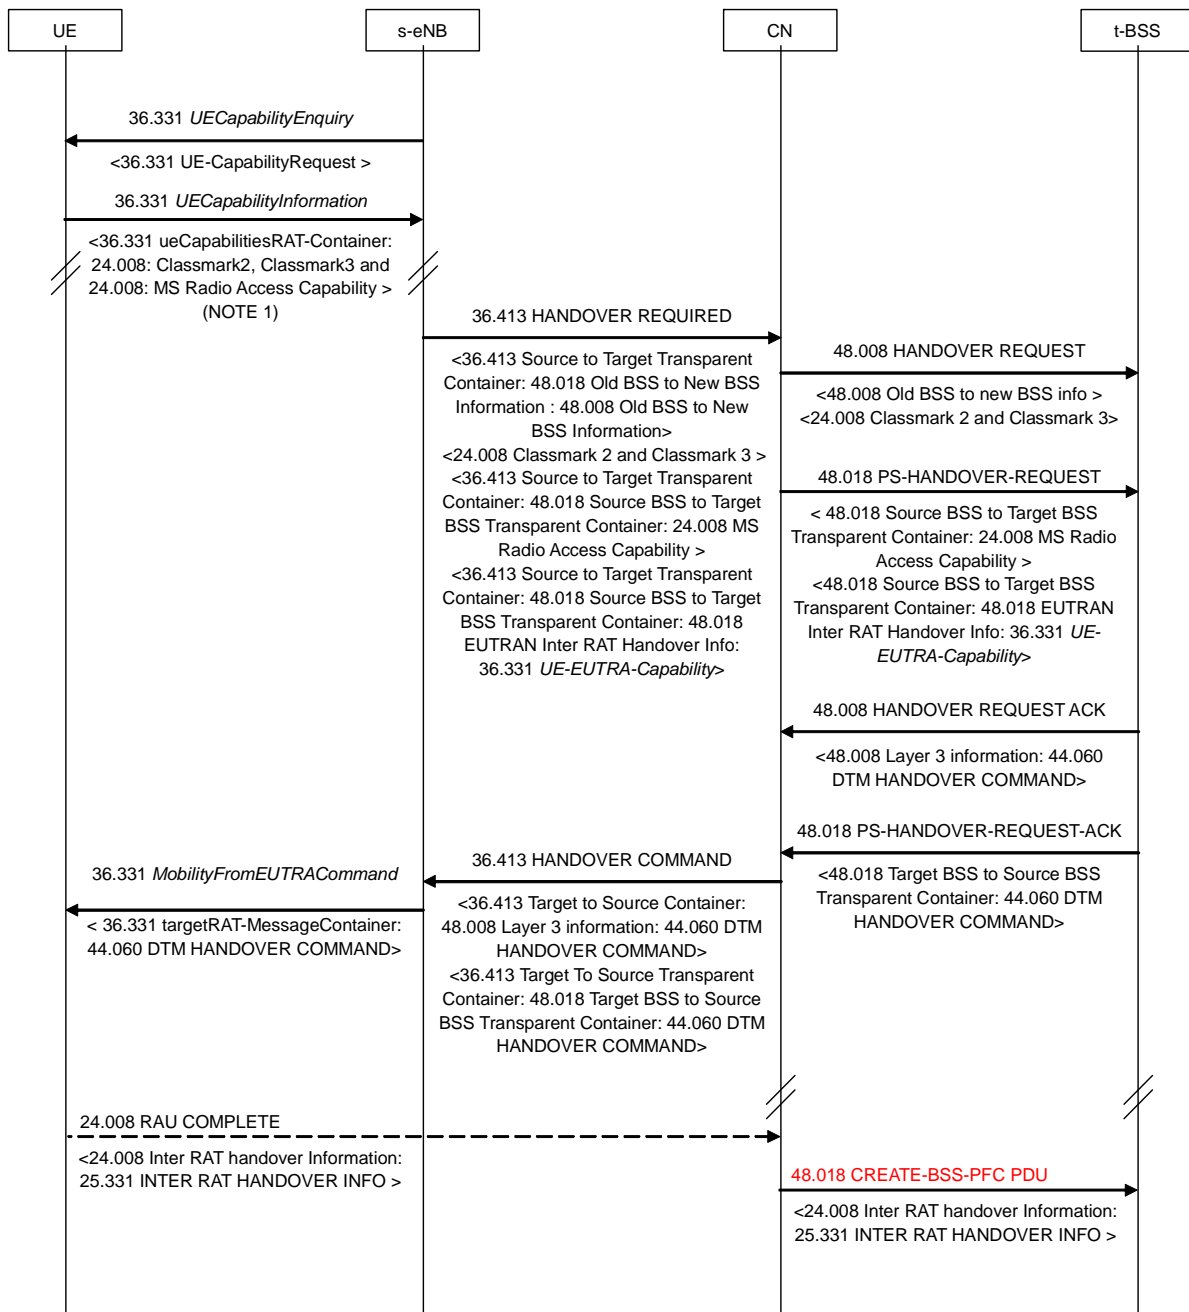 UE
s-eNB
CN
t-BSS
36.331 UECapabilityEnquiry
<36.331 UE-CapabilityRequest >
36.331 UECapabilityInformation
<36.331 ueCapabilitiesRAT-Container:
24.008: Classmark2, Classmark3 and
24.008: MS Radio Access Capability >
(NOTE 1)
36.413 HANDOVER REQUIRED
<36.413 Source to Target Transparent
Container: 48.018 Old BSS to New BSS
Information : 48.008 Old BSS to New
BSS Information>
<24.008 Classmark 2 and Classmark 3 >
<36.413 Source to Target Transparent
Container: 48.018 Source BSS to Target
BSS Transparent Container: 24.008 MS
Radio Access Capability >
<36.413 Source to Target Transparent
Container: 48.018 Source BSS to Target
BSS Transparent Container: 48.018
EUTRAN Inter RAT Handover Info:
36.331 UE-EUTRA-Capability>
48.008 HANDOVER REQUEST
<48.008 Old BSS to new BSS info >
<24.008 Classmark 2 and Classmark 3>
48.018 PS-HANDOVER-REQUEST
< 48.018 Source BSS to Target BSS
Transparent Container: 24.008 MS Radio
Access Capability >
<48.018 Source BSS to Target BSS
Transparent Container: 48.018 EUTRAN
Inter RAT Handover Info: 36.331 UE-
EUTRA-Capability>
48.008 HANDOVER REQUEST ACK
<48.008 Layer 3 information: 44.060
DTM HANDOVER COMMAND>
48.018 PS-HANDOVER-REQUEST-ACK
<48.018 Target BSS to Source BSS
Transparent Container: 44.060 DTM
HANDOVER COMMAND>
36.413 HANDOVER COMMAND
<36.413 Target to Source Container:
48.008 Layer 3 information: 44.060 DTM
HANDOVER COMMAND>
<36.413 Target To Source Transparent
Container: 48.018 Target BSS to Source
BSS Transparent Container: 44.060 DTM
HANDOVER COMMAND>
36.331 MobilityFromEUTRACommand
< 36.331 targetRAT-MessageContainer:
44.060 DTM HANDOVER COMMAND>
24.008 RAU COMPLETE
<24.008 Inter RAT handover Information:
25.331 INTER RAT HANDOVER INFO >
48.018 CREATE-BSS-PFC PDU
<24.008 Inter RAT handover Information:
25.331 INTER RAT HANDOVER INFO >